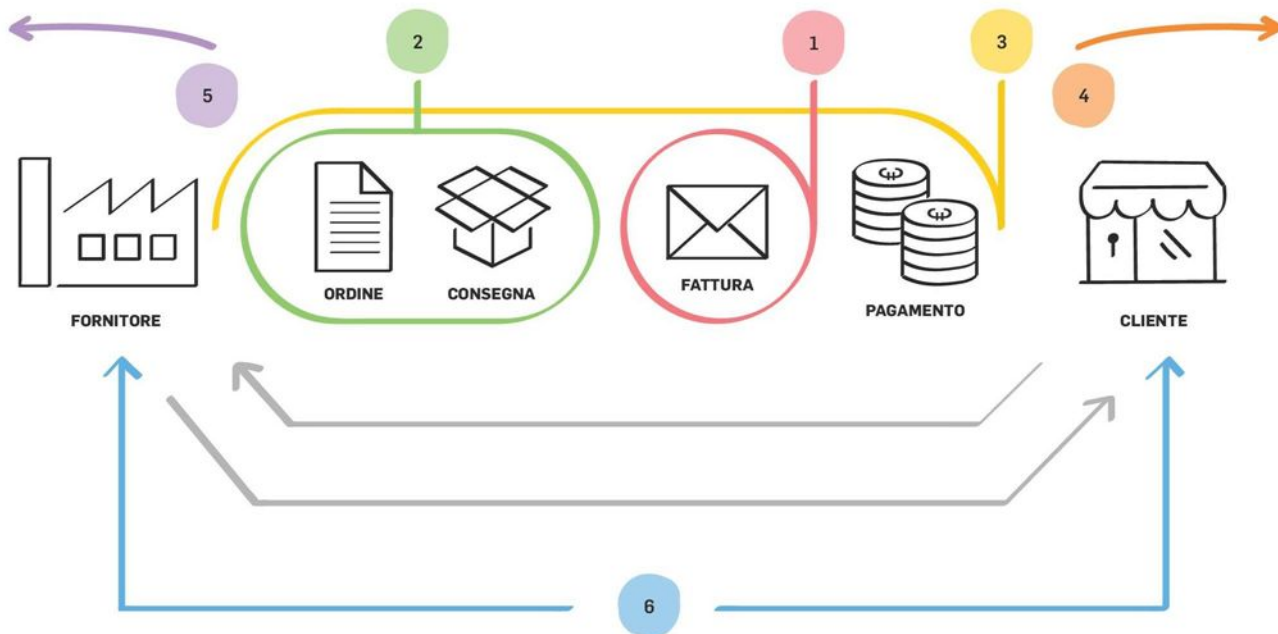 2
1
3
5
4
FORNITORE
ORDINE
CONSEGNA
FATTURA
PAGAMENTO
CLIENTE
6